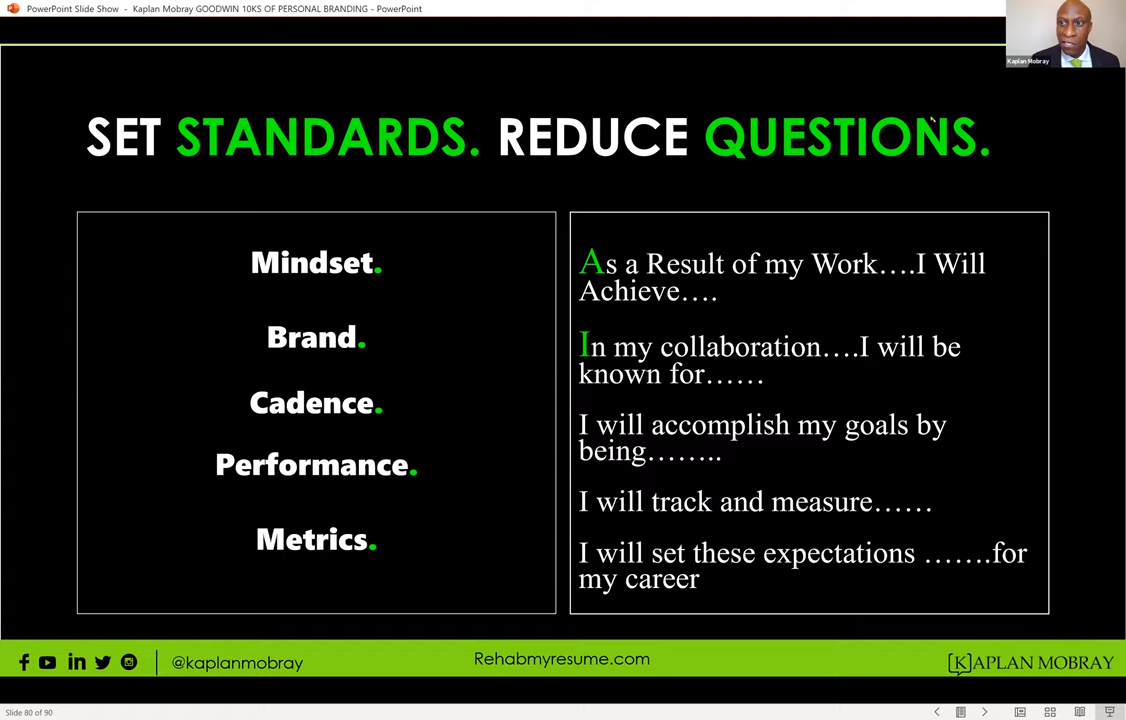 PowerPoint Slide Show - Kaplan Mobray GOODWIN 10KS OF PERSONAL BRANDING - PowerPoint
Kaplan Mobray
SET STANDARDS. REDUCE QUESTIONS.
Mindset.
Brand.
Cadence.
Performance.
Metrics.
As a Result of my Work….I Will
Achieve….
In my collaboration….I will be
known for……
I will accomplish my goals by
being……..
I will track and measure……
I will set these expectations …….for
my career
@kaplanmobray
Rehabmyresume.com
[K]APLAN MOBRAY
Slide 80 of 90